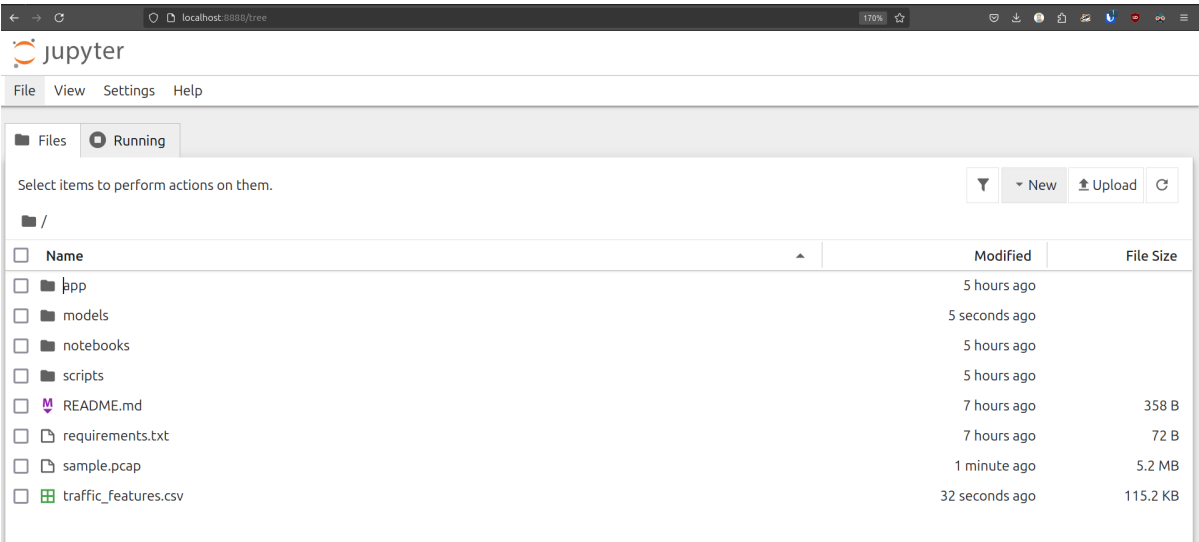 localhost:8888/tree 170%
jupyter
File View Settings Help
Files Running
Select items to perform actions on them. New Upload
/
Name Modified File Size
app 5 hours ago
models 5 seconds ago
notebooks 5 hours ago
scripts 5 hours ago
README.md 7 hours ago 358 B
requirements.txt 7 hours ago 72 B
sample.pcap 1 minute ago 5.2 MB
traffic_features.csv 32 seconds ago 115.2 KB